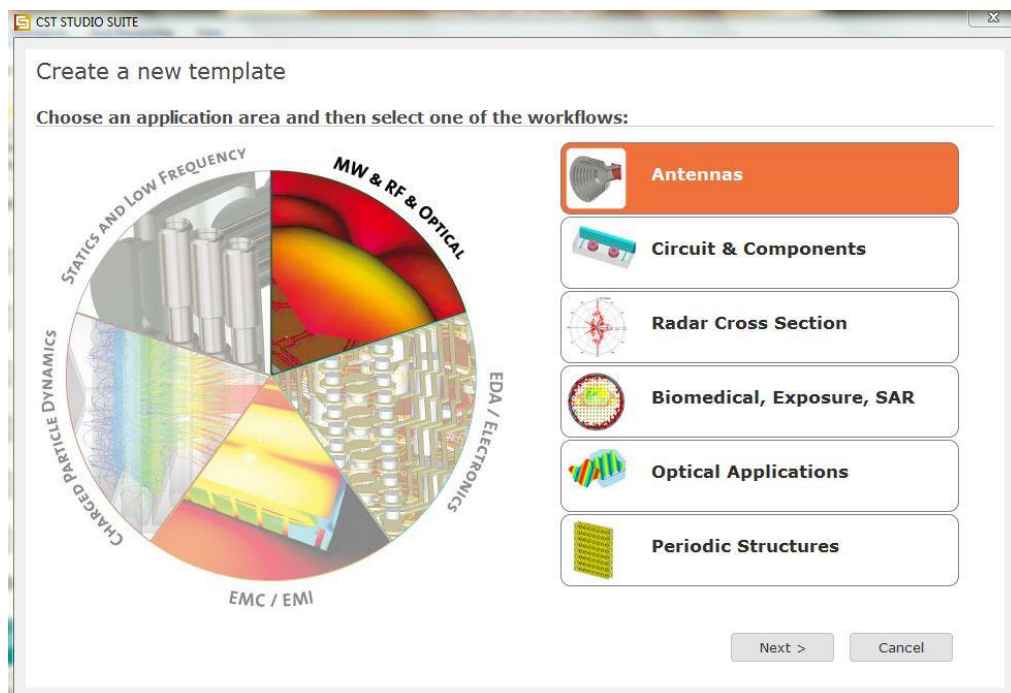 CST STUDIO SUITE
Create a new template
Choose an application area and then select one of the workflows:
STATICS AND LOW FREQUENCY
MW & RF & OPTICAL
EDA / ELECTRONICS
EMC / EMI
CHARGED PARTICLE DYNAMICS
Antennas
Circuit & Components
Radar Cross Section
Biomedical, Exposure, SAR
Optical Applications
Periodic Structures
Next >
Cancel